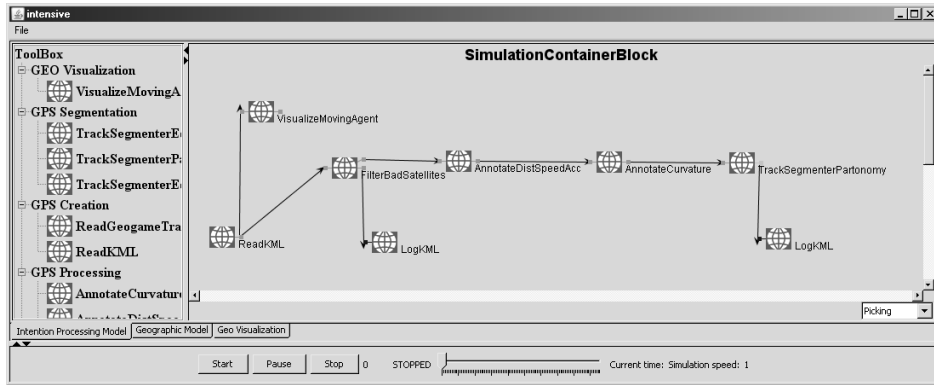 intensive
File
ToolBox
GEO Visualization
VisualizeMovingA
GPS Segmentation
TrackSegmenterE
TrackSegmenterPa
TrackSegmenterE
GPS Creation
ReadGeogameTra
ReadKML
GPS Processing
AnnotateCurvature
SimulationContainerBlock
VisualizeMovingAgent
FilterBadSatellites
AnnotateDistSpeedAcc
AnnotateCurvature
TrackSegmenterPartonomy
ReadKML
LogKML
LogKML
Picking
Intention Processing Model
Geographic Model
Geo Visualization
Start
Pause
Stop
0
STOPPED
Current time: Simulation speed: 1